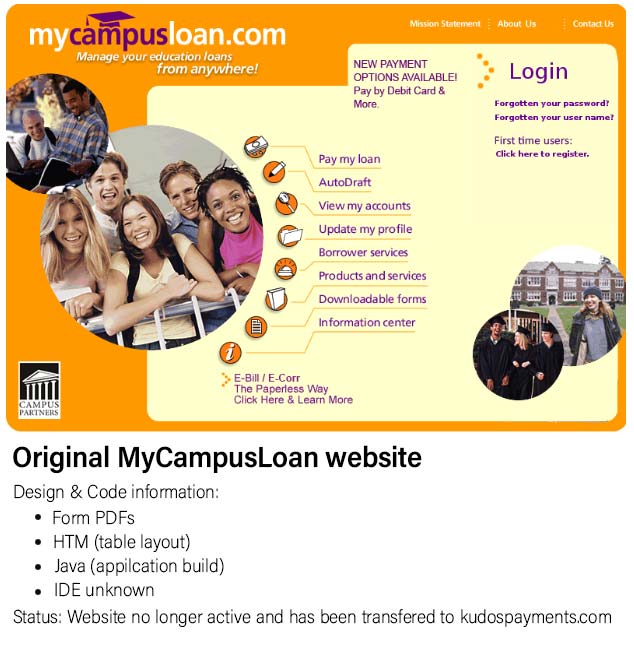 mycampusloan.com
Manage your education loans
from anywhere!
Mission Statement
About Us
Contact Us
NEW PAYMENT
OPTIONS AVAILABLE!
Pay by Debit Card &
More.
Login
Forgotten your password?
Forgotten your user name?
First time users:
Click here to register.
Pay my loan
AutoDraft
View my accounts
Update my profile
Borrower services
Products and services
Downloadable forms
Information center
E-Bill / E-Corr
The Paperless Way
Click Here & Learn More
CAMPUS
PARTNERS
Original MyCampusLoan website
Design & Code information:
• Form PDFs
• HTM (table layout)
• Java (appilcation build)
• IDE unknown
Status: Website no longer active and has been transfered to kudospayments.com